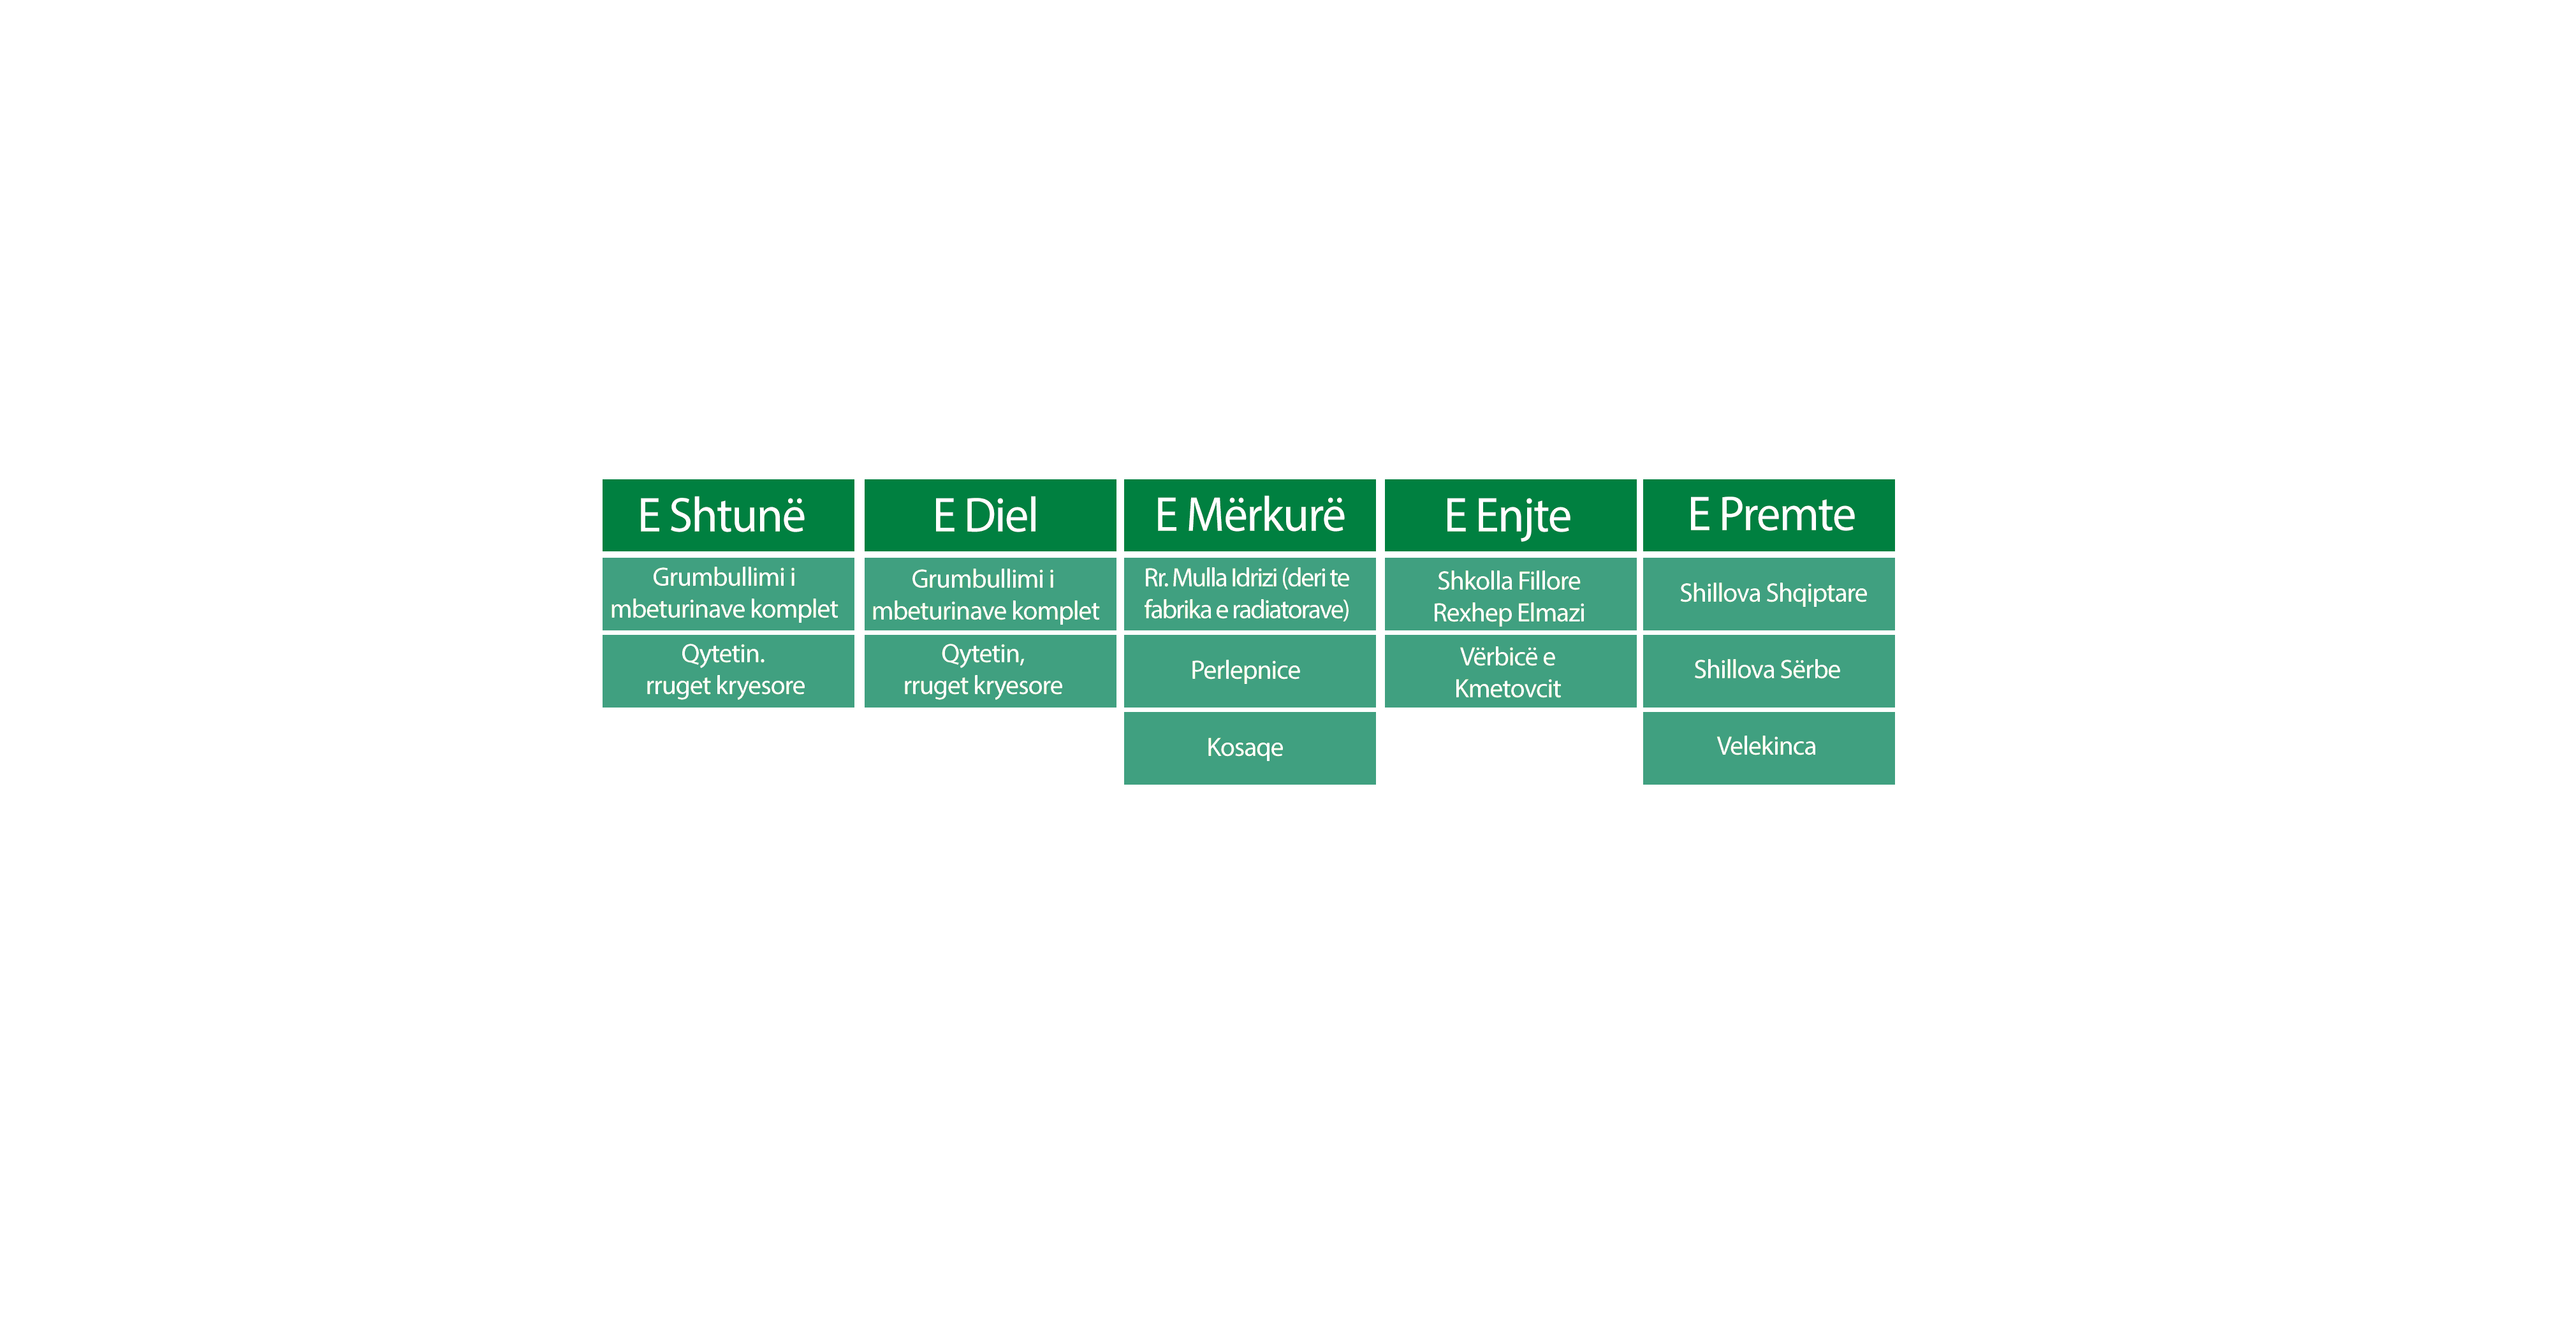 E Shtunë
Grumbullimi i
mbeturinave komplet
Qytetin.
rruget kryesore
E Diel
Grumbullimi i
mbeturinave komplet
Qytetin,
rruget kryesore
E Mërkurë
Rr. Mulla Idrizi (deri te
fabrika e radiatorave)
Perlepnice
Kosaqe
E Enjte
Shkolla Fillore
Rexhep Elmazi
Vërbicë e
Kmetovcit
E Premte
Shillova Shqiptare
Shillova Sërbe
Velekinca